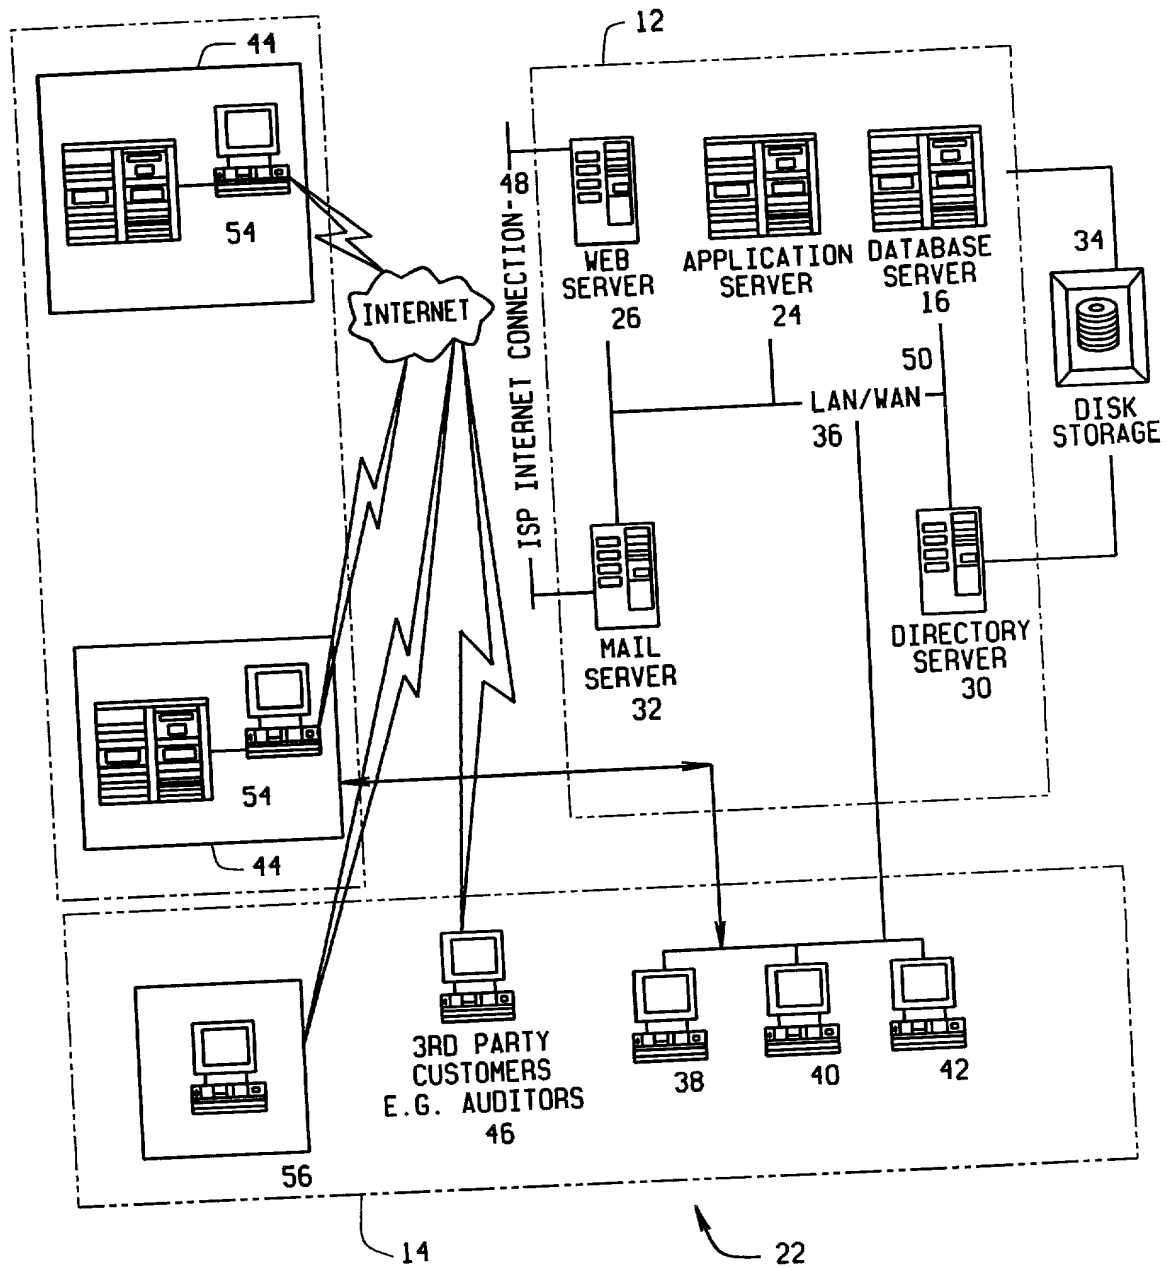 12
44
54
INTERNET
ISP INTERNET CONNECTION-48
WEB
SERVER
26
APPLICATION
SERVER
24
DATABASE
SERVER
16
34
50
LAN/WAN
36
DISK
STORAGE
MAIL
SERVER
32
DIRECTORY
SERVER
30
54
44
3RD PARTY
CUSTOMERS
E.G. AUDITORS
46
38
40
42
56
14
22